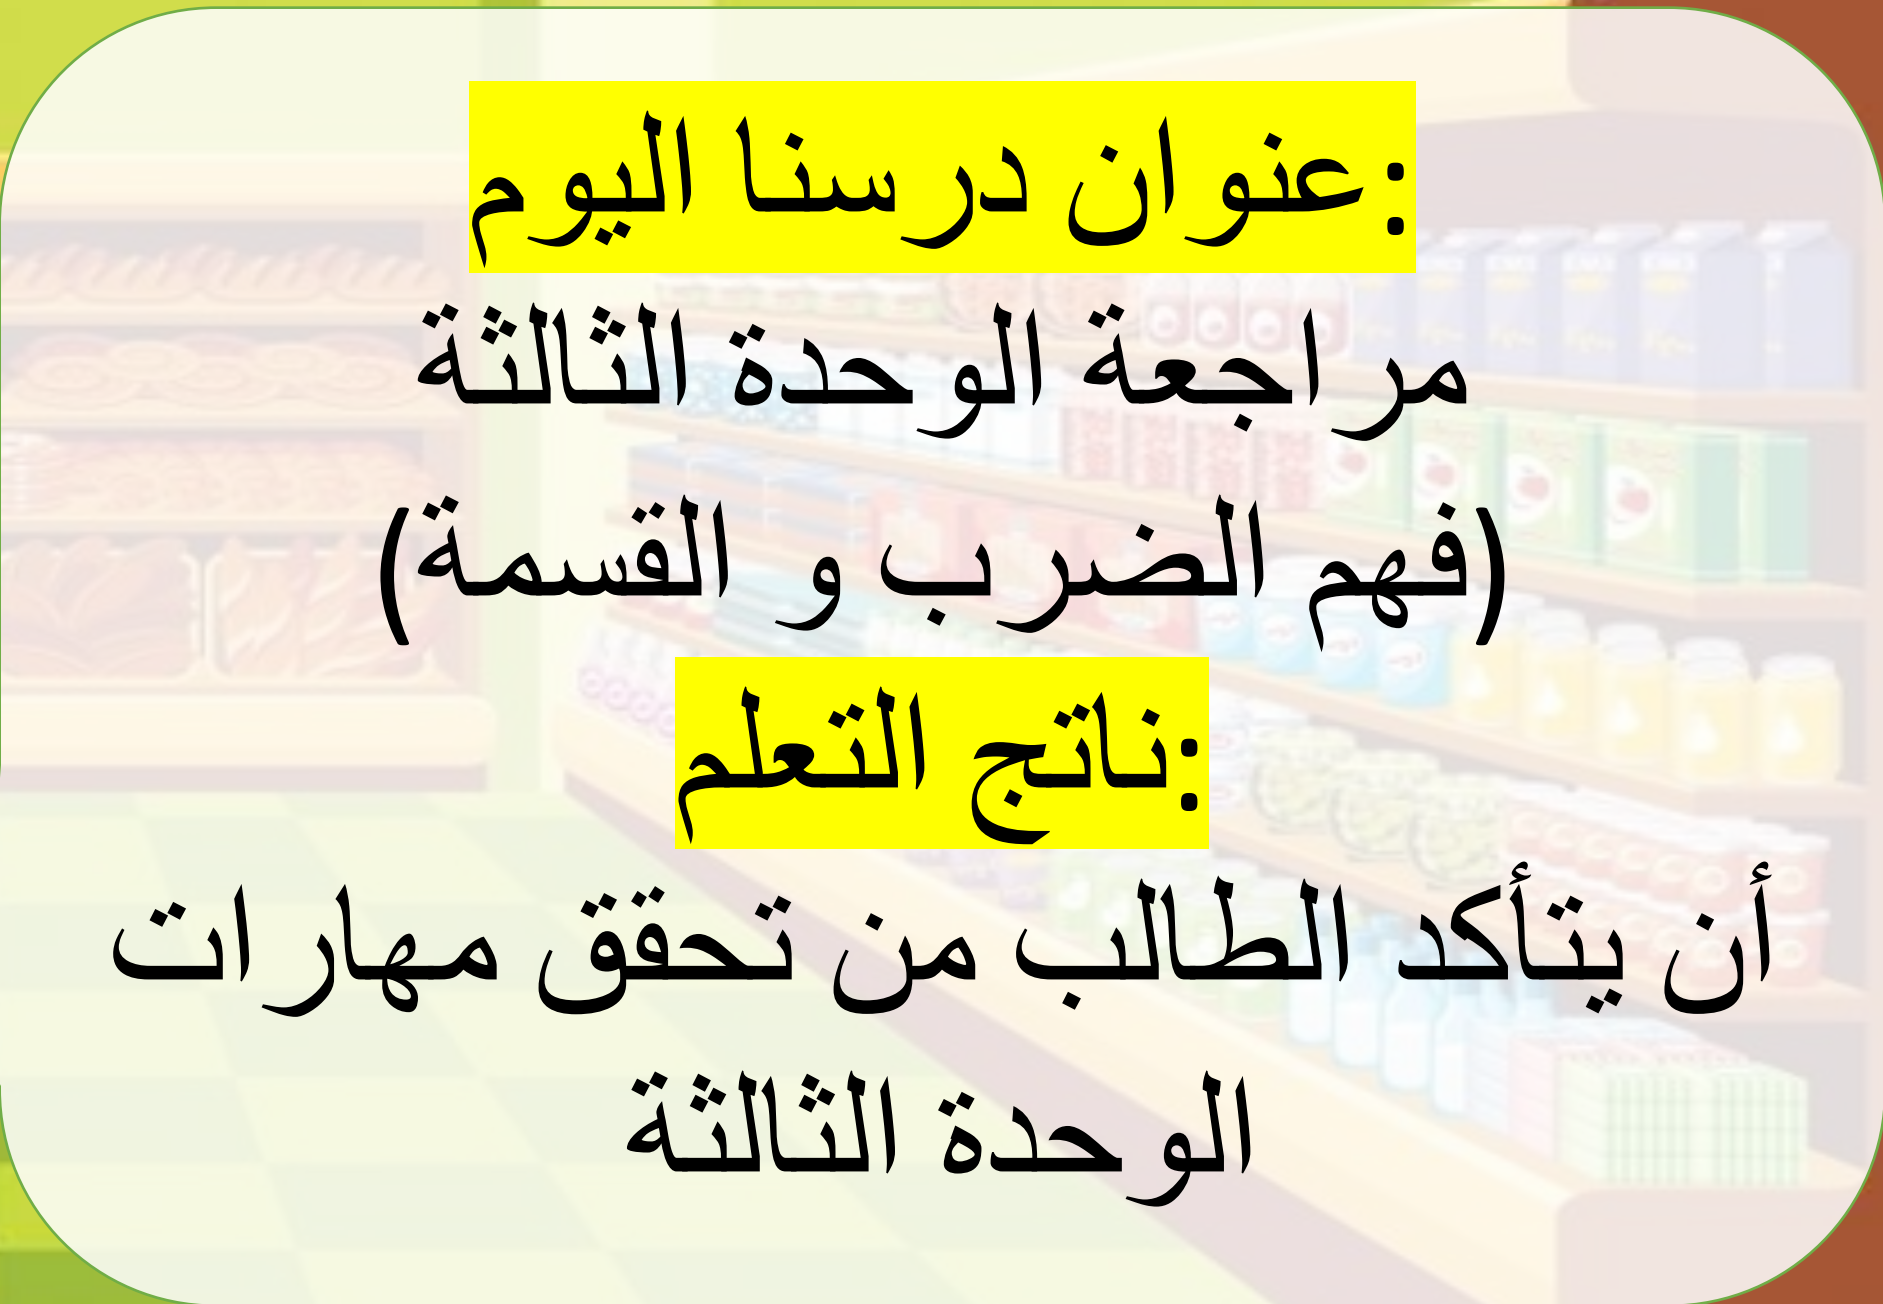 عنوان درسنا اليوم:
مراجعة الوحدة الثالثة
(فهم الضرب و القسمة)
ناتج التعلم:
أن يتأكد الطالب من تحقق مهارات
الوحدة الثالثة